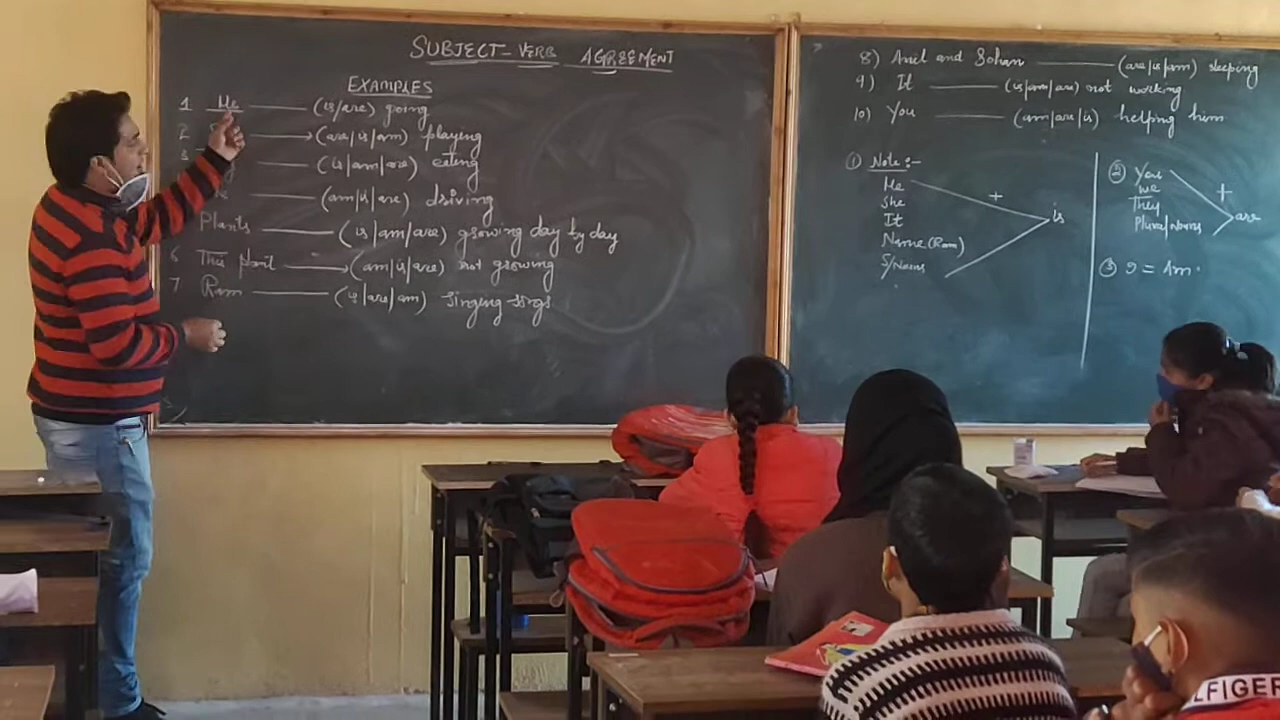 SUBJECT-VERB AGREEMENT
EXAMPLES
1 He ——— (is/are) going
2 ———→ (are/is/am) playing
3 ——— (is/am/are) eating
——— (am/is/are) driving
Plants ——— (is/am/are) growing day by day
6 This plant ———→ (am/is/are) not growing
7 Ram ——— (is/are/am) singing songs
8) Anil and Sohan ——— (are/is/am) sleeping
9) It ——— (is/am/are) not working
10) You ——— (am/are/is) helping him
① Note:-
He
She
It
Name (Ram)
S/Nouns
+ is
② You
we
They
Plural nouns
+ are
③ I = Am.
LFIGER